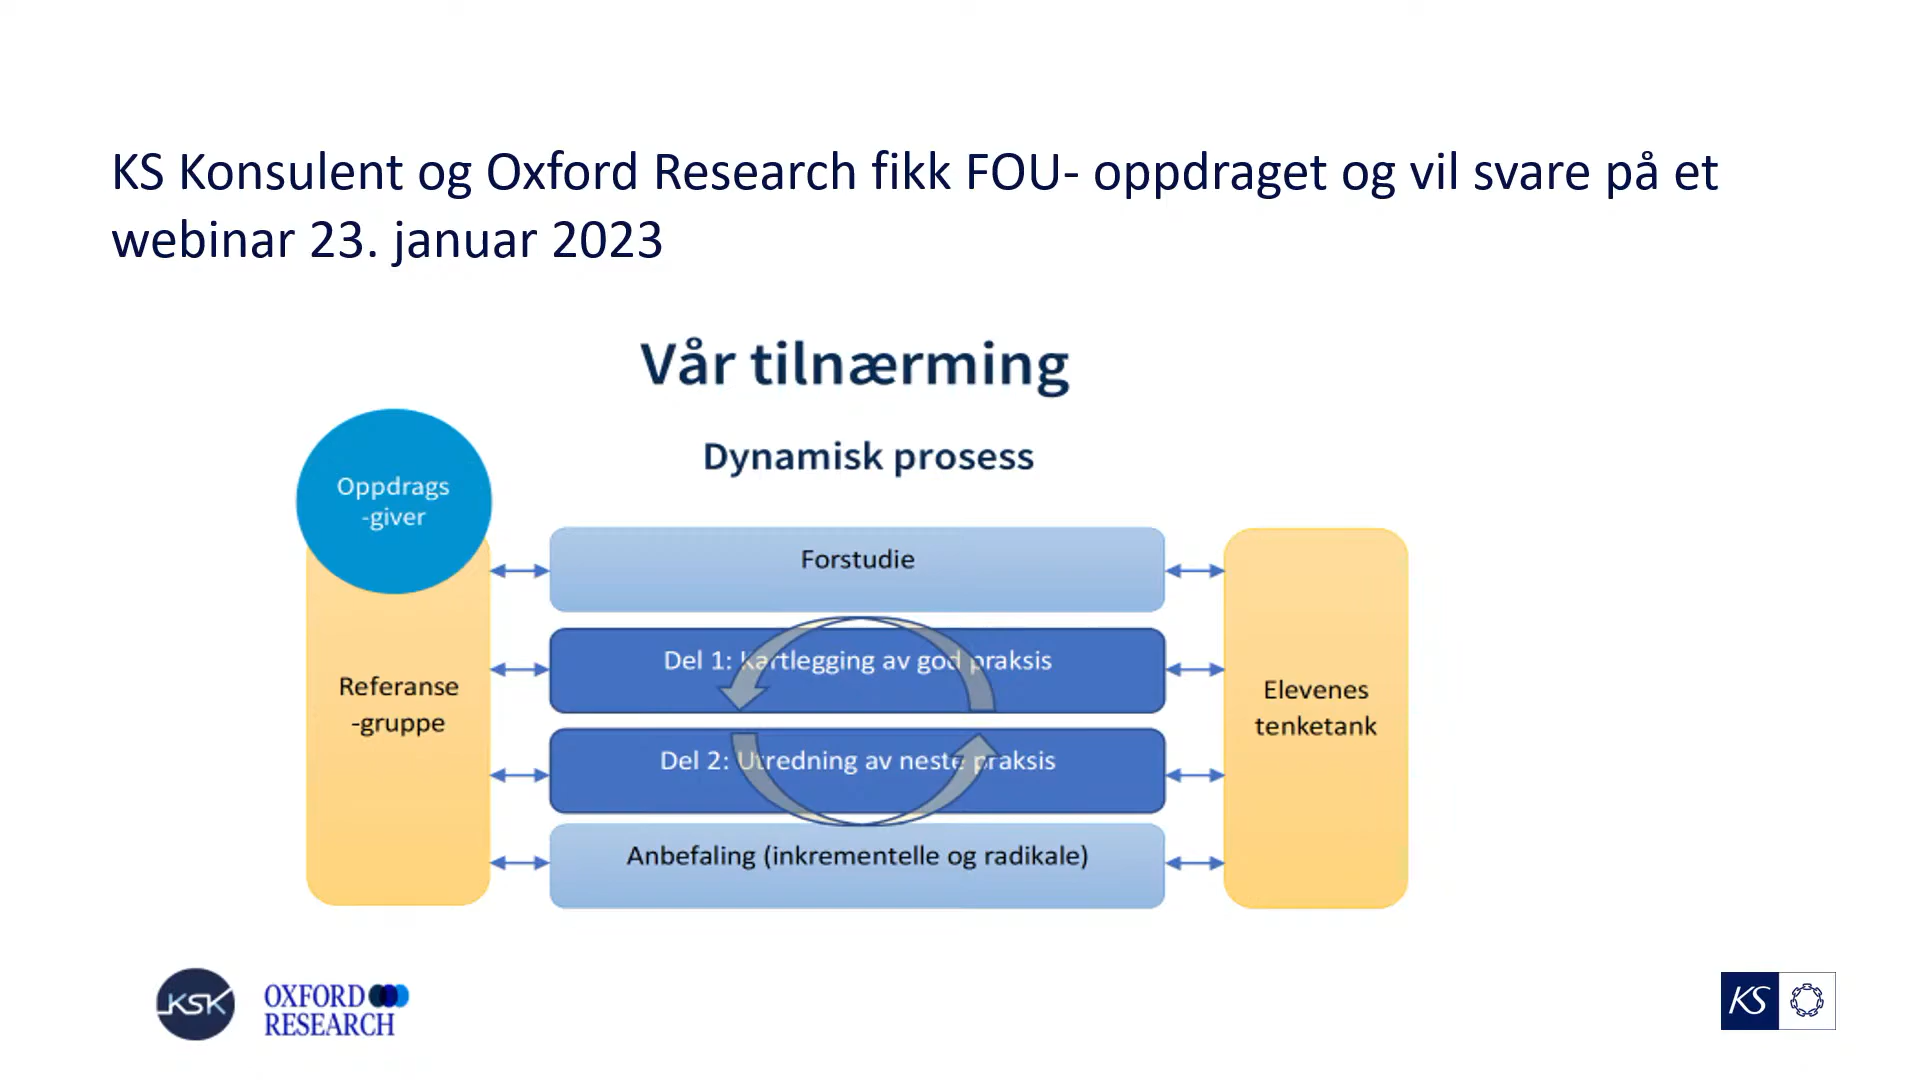 KS Konsulent og Oxford Research fikk FOU- oppdraget og vil svare på et
webinar 23. januar 2023
Vår tilnærming
Dynamisk prosess
Oppdrags
-giver
Referanse
-gruppe
Forstudie
Del 1: Kartlegging av god praksis
Del 2: Utredning av neste praksis
Anbefaling (inkrementelle og radikale)
Elevenes
tenketank
KSK
OXFORD
RESEARCH
KS